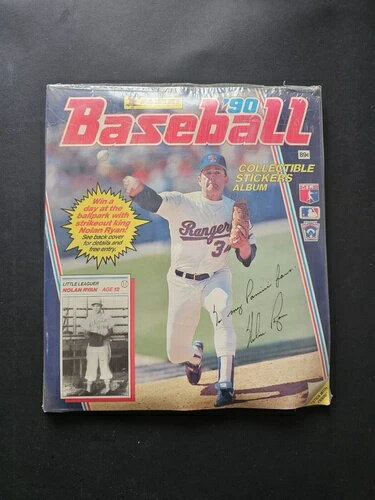 '90
Baseball
89¢
COLLECTIBLE
STICKERS
ALBUM
Win a
day at the
ballpark with
strikeout king
Nolan Ryan!
See back cover
for details and
free entry.
Rangers
34
LITTLE LEAGUER
NOLAN RYAN - AGE 12
To my Panini fans.
Nolan Ryan